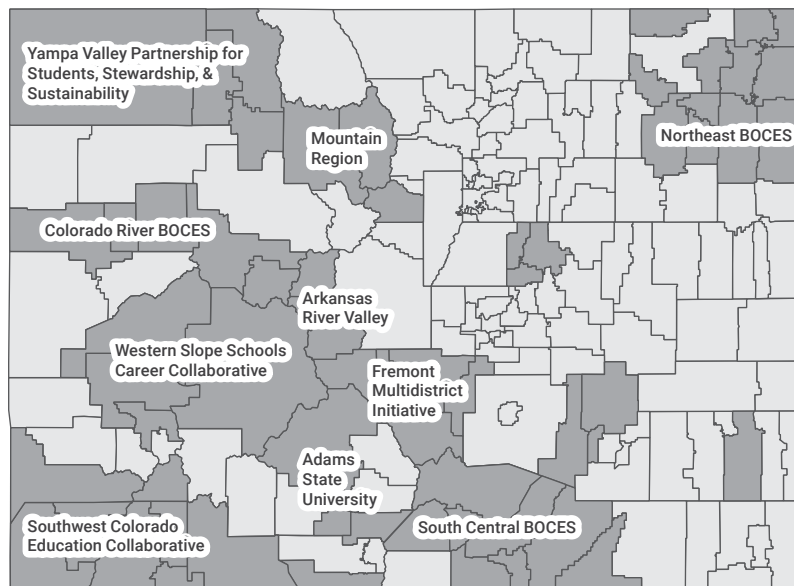 Yampa Valley Partnership for
Students, Stewardship, &
Sustainability
Mountain
Region
Northeast BOCES
Colorado River BOCES
Arkansas
River Valley
Western Slope Schools
Career Collaborative
Fremont
Multidistrict
Initiative
Adams
State
University
Southwest Colorado
Education Collaborative
South Central BOCES